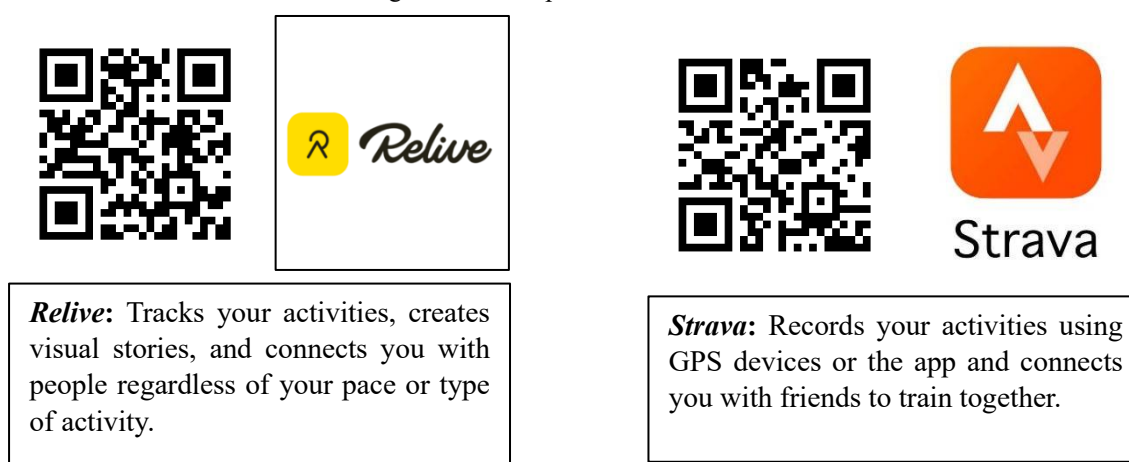 Relive
Strava
Relive: Tracks your activities, creates
visual stories, and connects you with
people regardless of your pace or type
of activity.
Strava: Records your activities using
GPS devices or the app and connects
you with friends to train together.